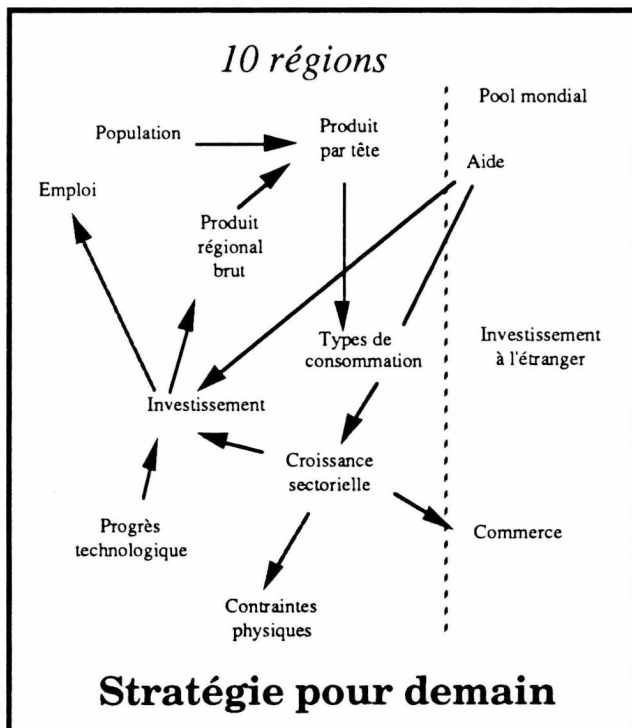 10 régions
Pool mondial
Population
Produit
par tête
Aide
Emploi
Produit
régional
brut
Types de
consommation
Investissement
à l'étranger
Investissement
Croissance
sectorielle
Progrès
technologique
Commerce
Contraintes
physiques
Stratégie pour demain